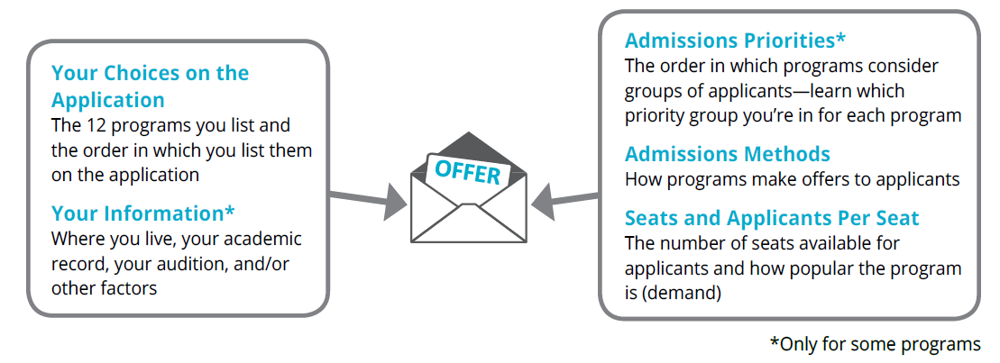 Your Choices on the
Application
The 12 programs you list and
the order in which you list them
on the application
Your Information*
Where you live, your academic
record, your audition, and/or
other factors
OFFER
Admissions Priorities*
The order in which programs consider
groups of applicants—learn which
priority group you’re in for each program
Admissions Methods
How programs make offers to applicants
Seats and Applicants Per Seat
The number of seats available for
applicants and how popular the program
is (demand)
*Only for some programs